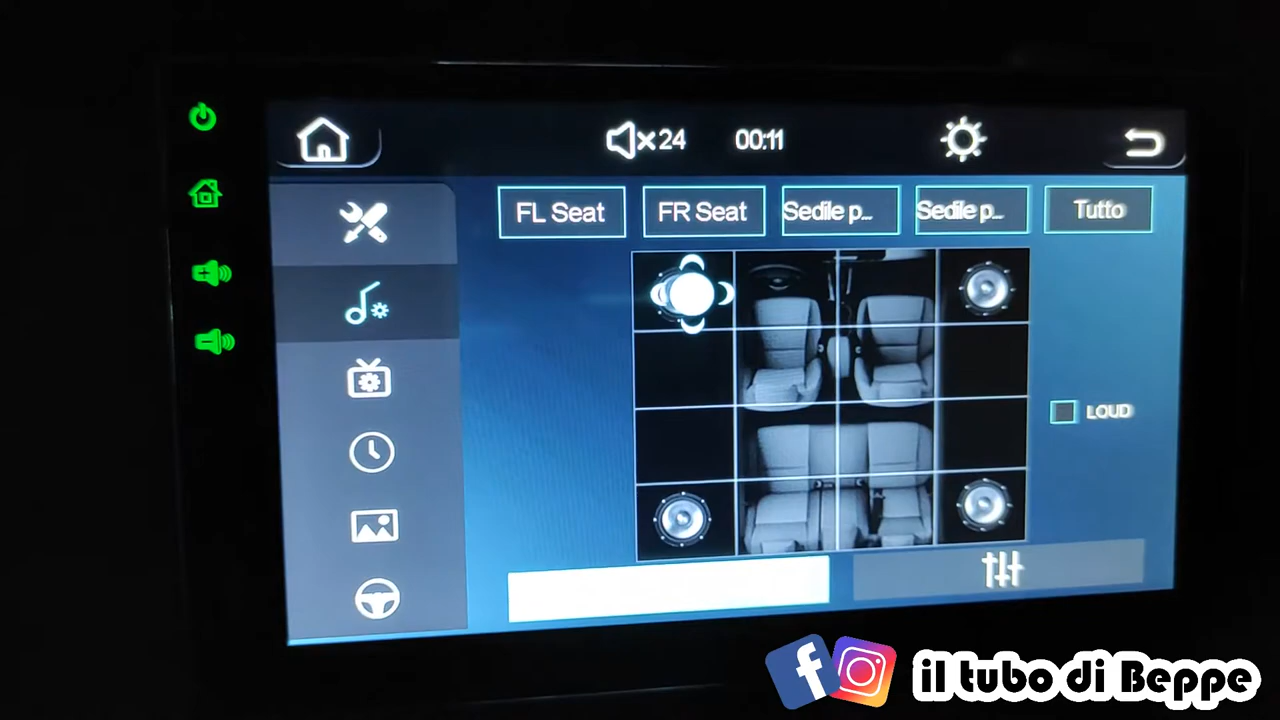 24 00:11
FL Seat FR Seat Sedile p... Sedile p... Tutto
LOUD
il tubo di Beppe